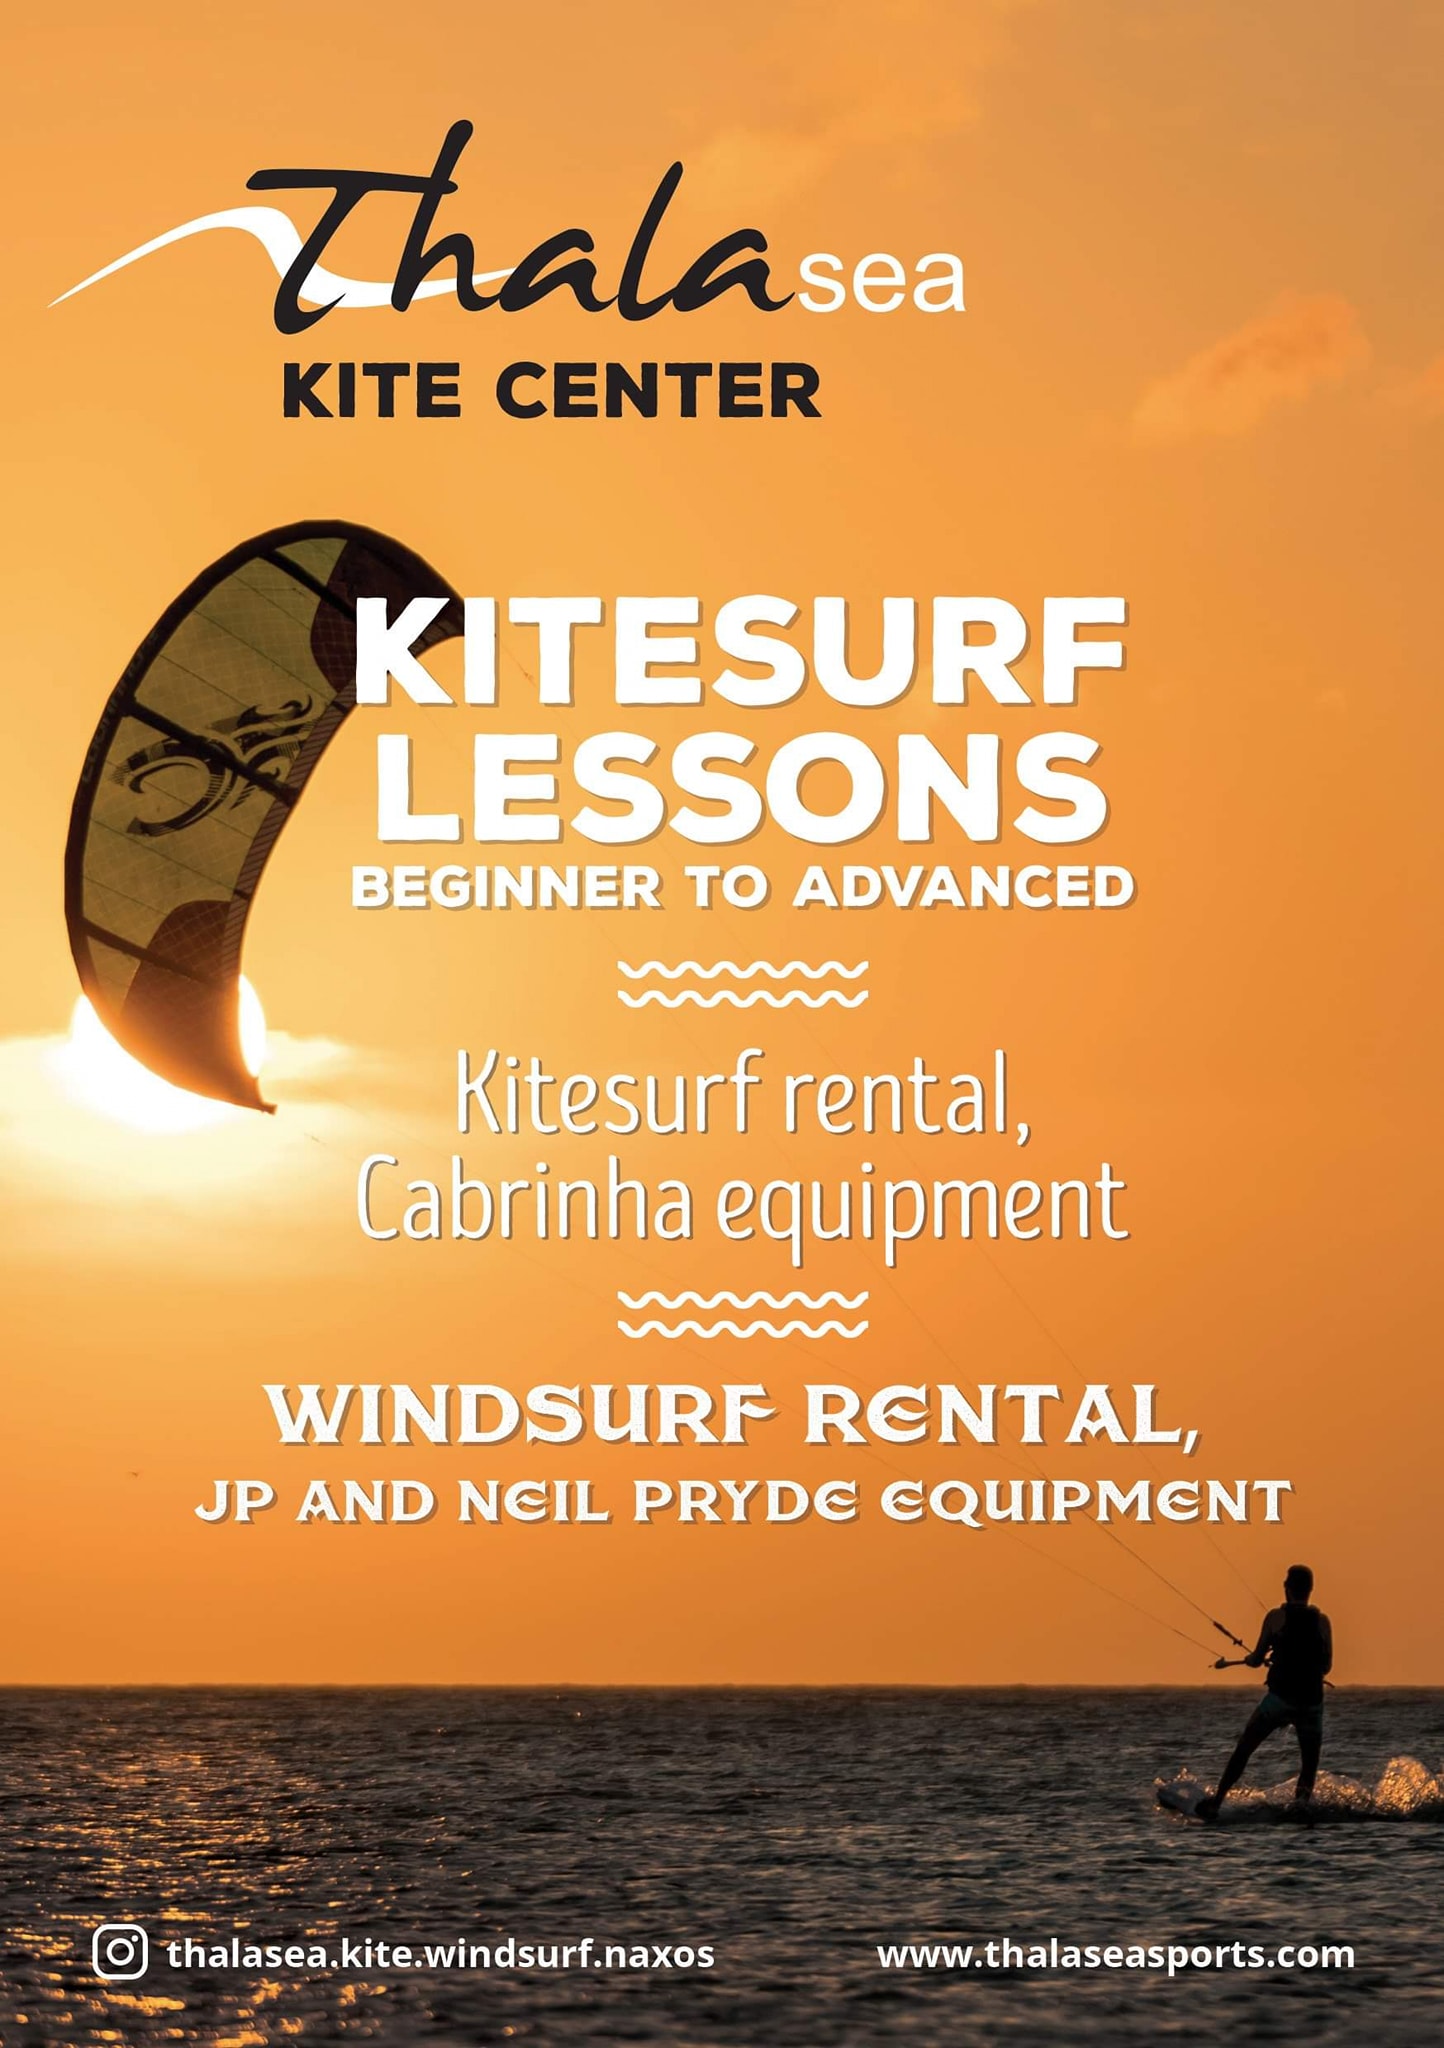 Thalasea
KITE CENTER
KITESURF
LESSONS
BEGINNER TO ADVANCED
Kitesurf rental,
Cabrinha equipment
WINDSURF RENTAL,
JP AND NEIL PRYDE EQUIPMENT
thalasea.kite.windsurf.naxos
www.thalaseasports.com